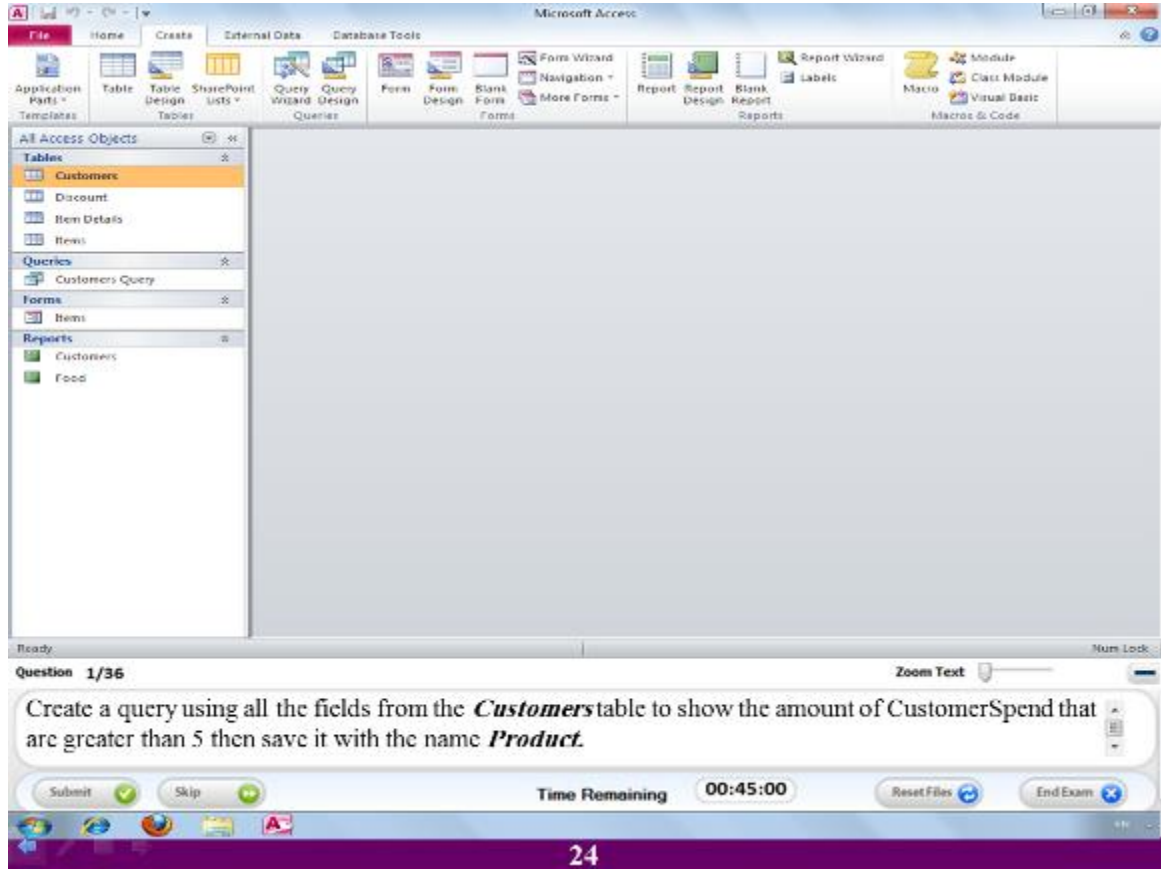 Microsoft Access
File Home Create External Data Database Tools
Application Parts Table Table Design SharePoint Lists Query Wizard Query Design Form Form Design Blank Form Form Wizard Navigation More Forms Report Report Design Blank Report Report Wizard Labels Macro Module Class Module Visual Basic
Templates Tables Queries Forms Reports Macros & Code
All Access Objects
Tables
Customers
Discount
Item Details
Items
Queries
Customers Query
Forms
Items
Reports
Customers
Food
Ready Num Lock
Question 1/36 Zoom Text
Create a query using all the fields from the Customers table to show the amount of CustomerSpend that
are greater than 5 then save it with the name Product.
Submit Skip Time Remaining 00:45:00 Reset Files End Exam
24